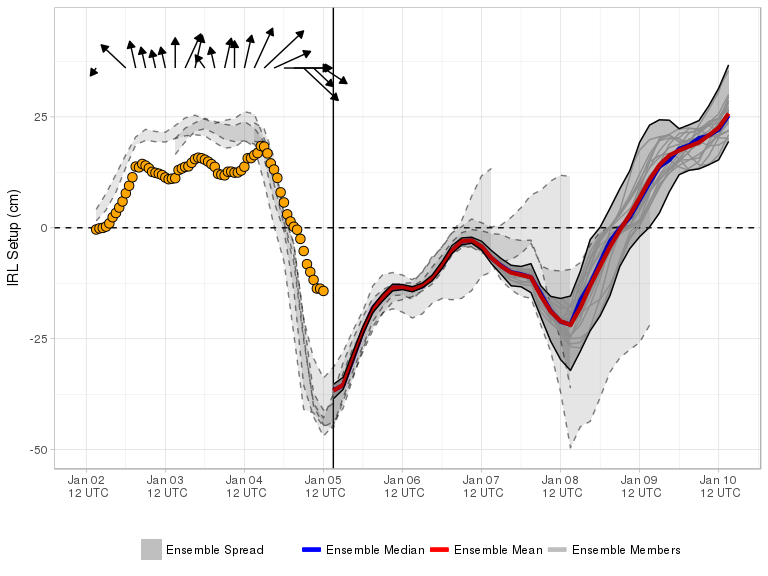 IRL Setup (cm)
25
0
-25
-50
Jan 02 Jan 03 Jan 04 Jan 05 Jan 06 Jan 07 Jan 08 Jan 09 Jan 10
12 UTC 12 UTC 12 UTC 12 UTC 12 UTC 12 UTC 12 UTC 12 UTC 12 UTC
Ensemble Spread Ensemble Median Ensemble Mean Ensemble Members